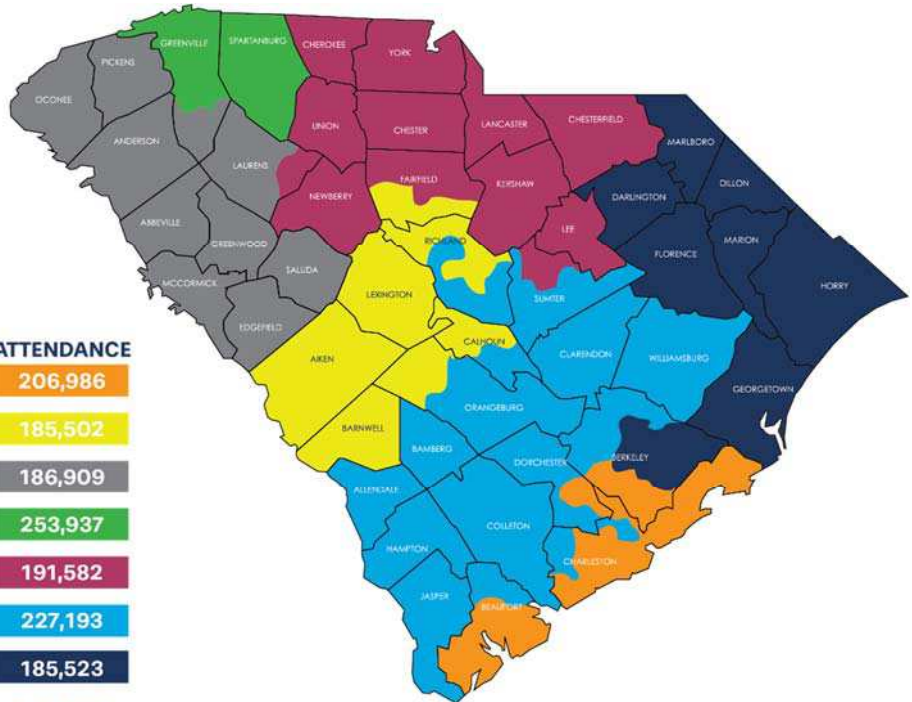 GREENVILLE
SPARTANBURG
CHEROKEE
YORK
PICKENS
OCONEE
ANDERSON
UNION
CHESTER
LANCASTER
CHESTERFIELD
MARLBORO
LAURENS
NEWBERRY
FAIRFIELD
KERSHAW
DARLINGTON
DILLON
ABBEVILLE
GREENWOOD
LEE
FLORENCE
MARION
RICHLAND
MCCORMICK
SALUDA
HORRY
LEXINGTON
SUMTER
EDGEFIELD
CALHOUN
CLARENDON
WILLIAMSBURG
AIKEN
GEORGETOWN
ORANGEBURG
BARNWELL
BAMBERG
DORCHESTER
BERKELEY
ALLENDALE
COLLETON
HAMPTON
CHARLESTON
JASPER
BEAUFORT
ATTENDANCE
206,986
185,502
186,909
253,937
191,582
227,193
185,523